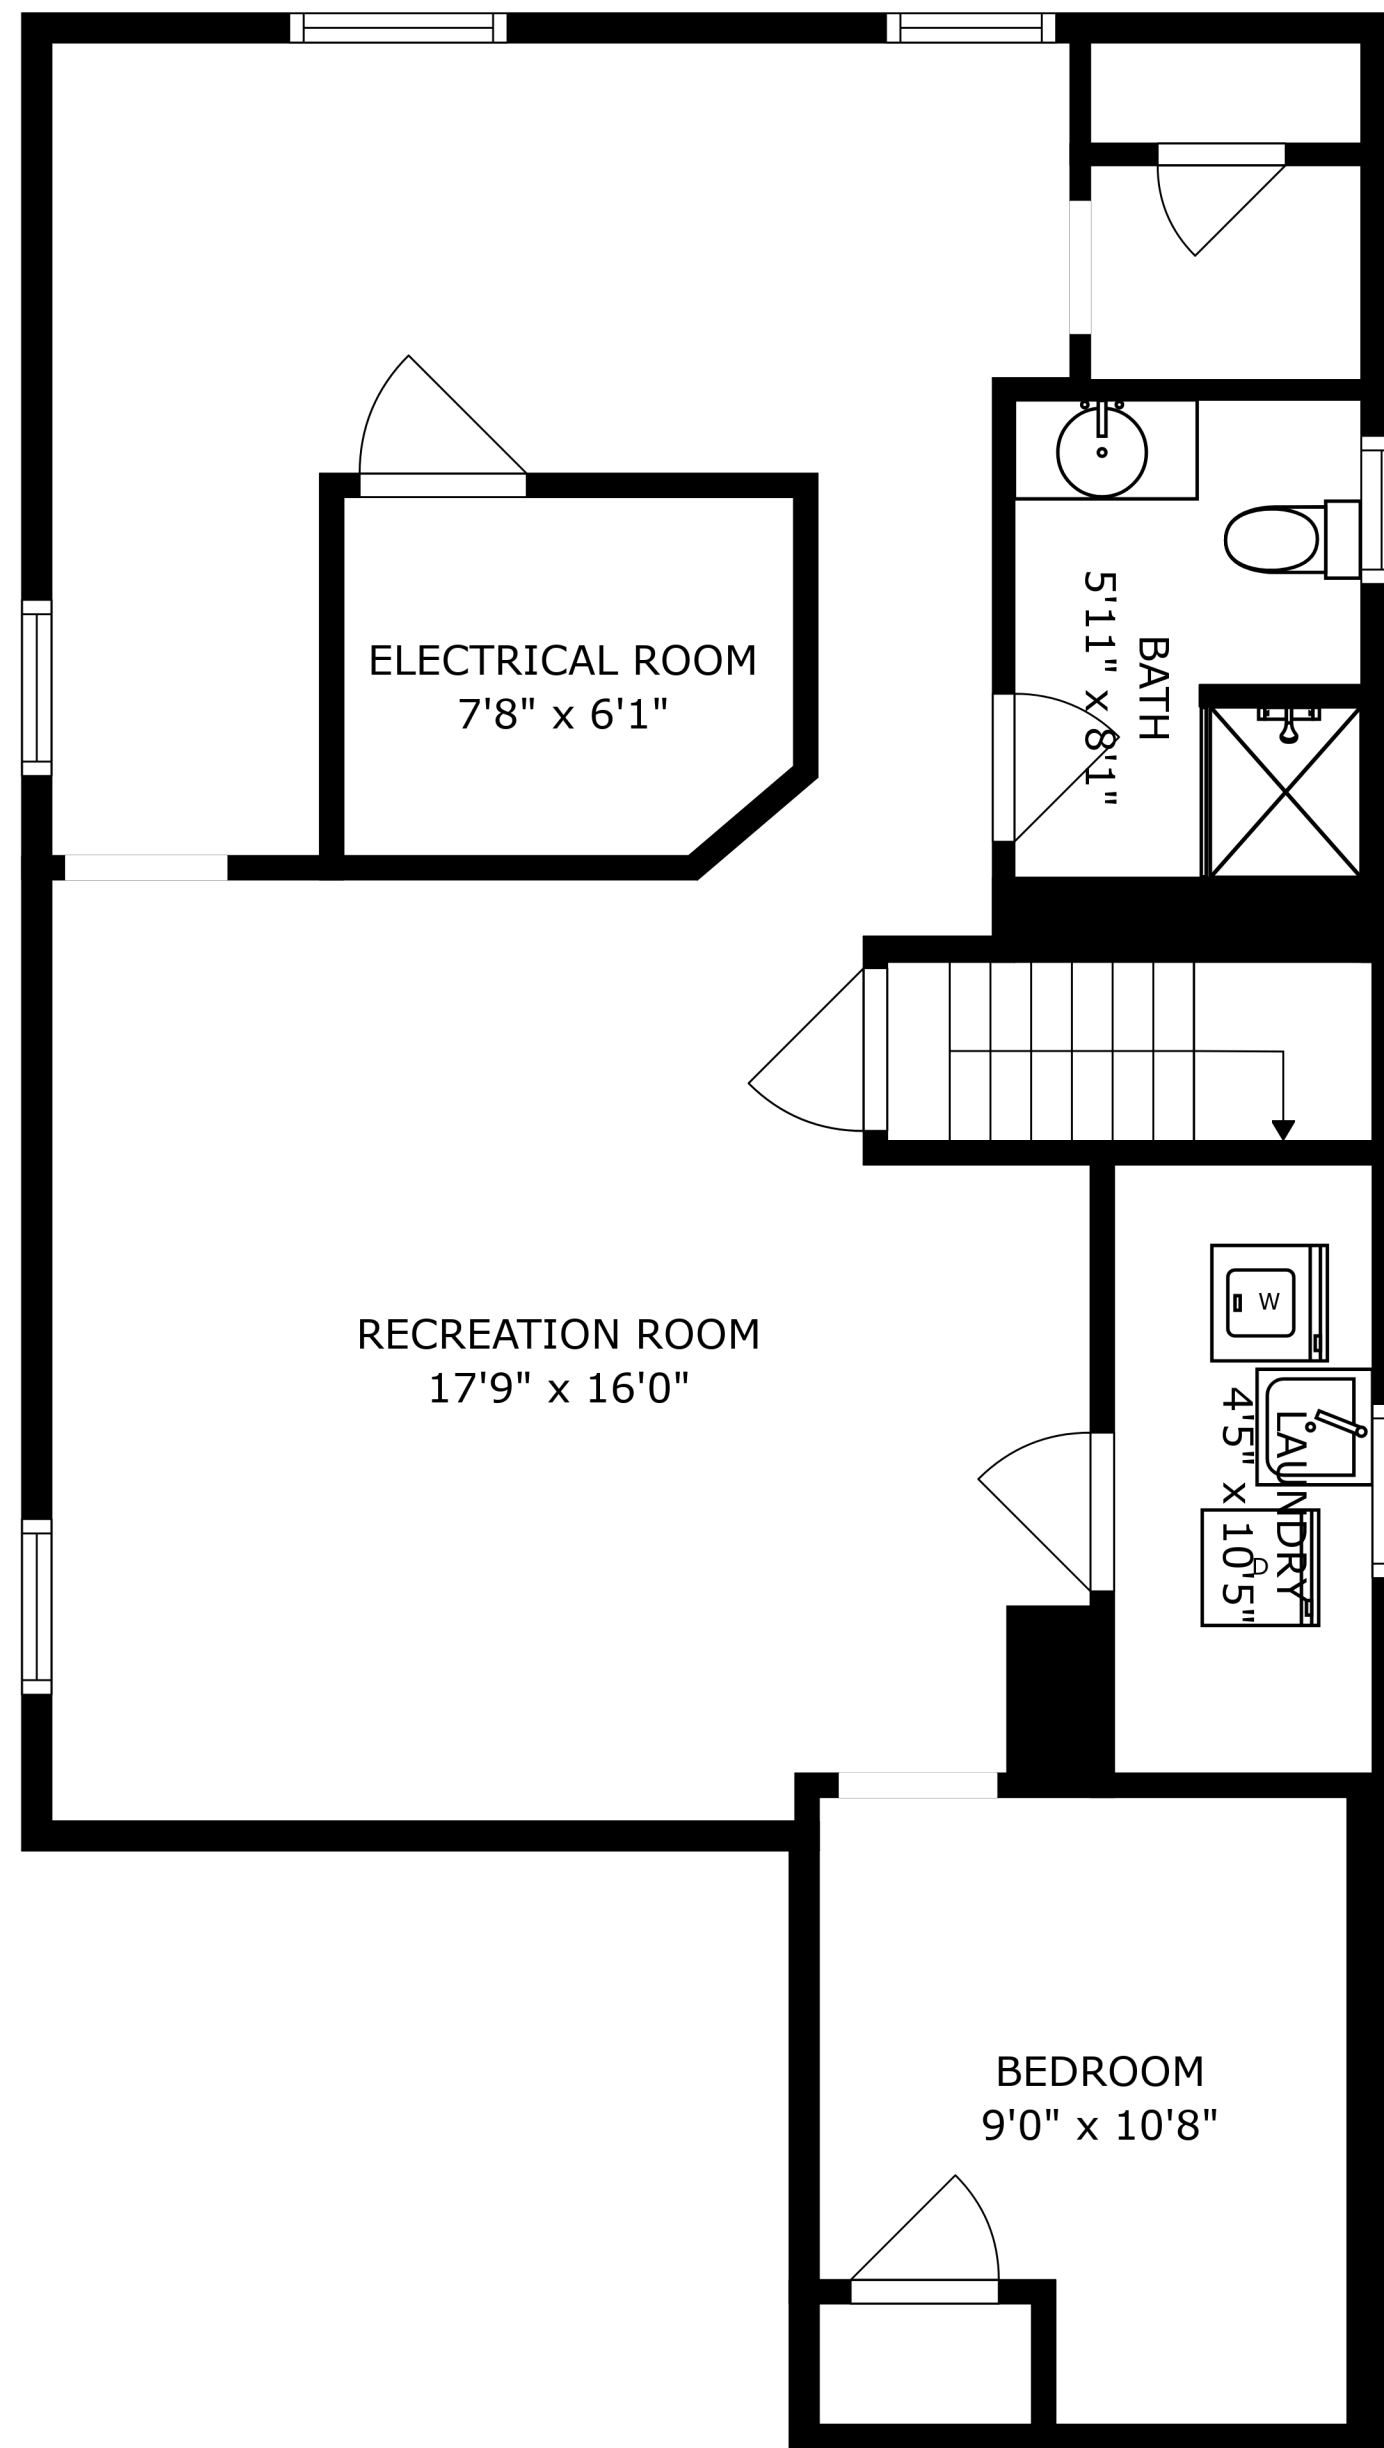 ELECTRICAL ROOM
7'8" x 6'1"
BATH
5'11" x 8'1"
RECREATION ROOM
17'9" x 16'0"
W
LAUNDRY
4'5" x 10'5"
D
BEDROOM
9'0" x 10'8"